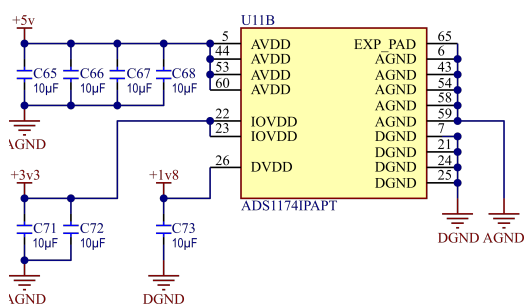 +5v
U11B
C65
10µF
C66
10µF
C67
10µF
C68
10µF
AGND
5 AVDD EXP_PAD 65
44 AVDD AGND 6
53 AVDD AGND 43
60 AVDD AGND 54
AGND 58
22 IOVDD AGND 59
23 IOVDD DGND 7
DGND 21
26 DVDD DGND 24
DGND 25
ADS1174IPAPT
+3v3
+1v8
C71
10µF
C72
10µF
C73
10µF
AGND
DGND
DGND
AGND